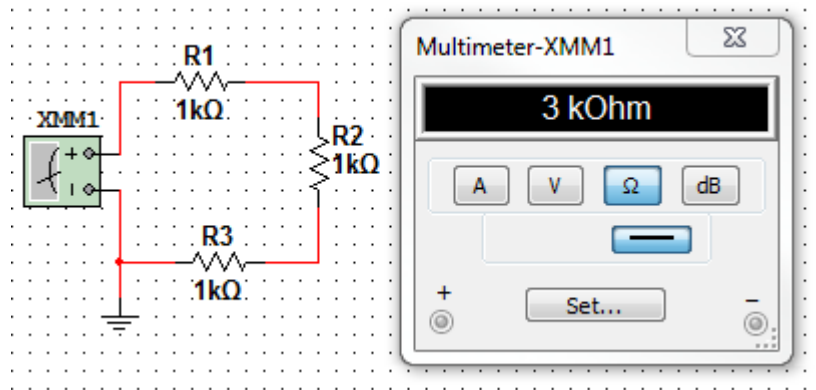 R1
1kΩ
XMM1
+
-
R2
1kΩ
R3
1kΩ
Multimeter-XMM1
3 kOhm
A V Ω dB
+ -
Set...